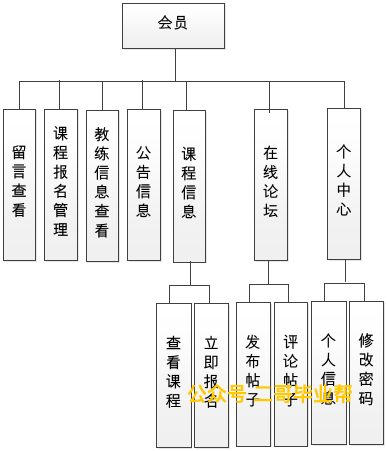 会员
留言查看
课程报名管理
教练信息查看
公告信息
课程信息
在线论坛
个人中心
查看课程
立即报名
发布帖子
评论帖子
个人信息
修改密码
公众号:二哥毕业帮